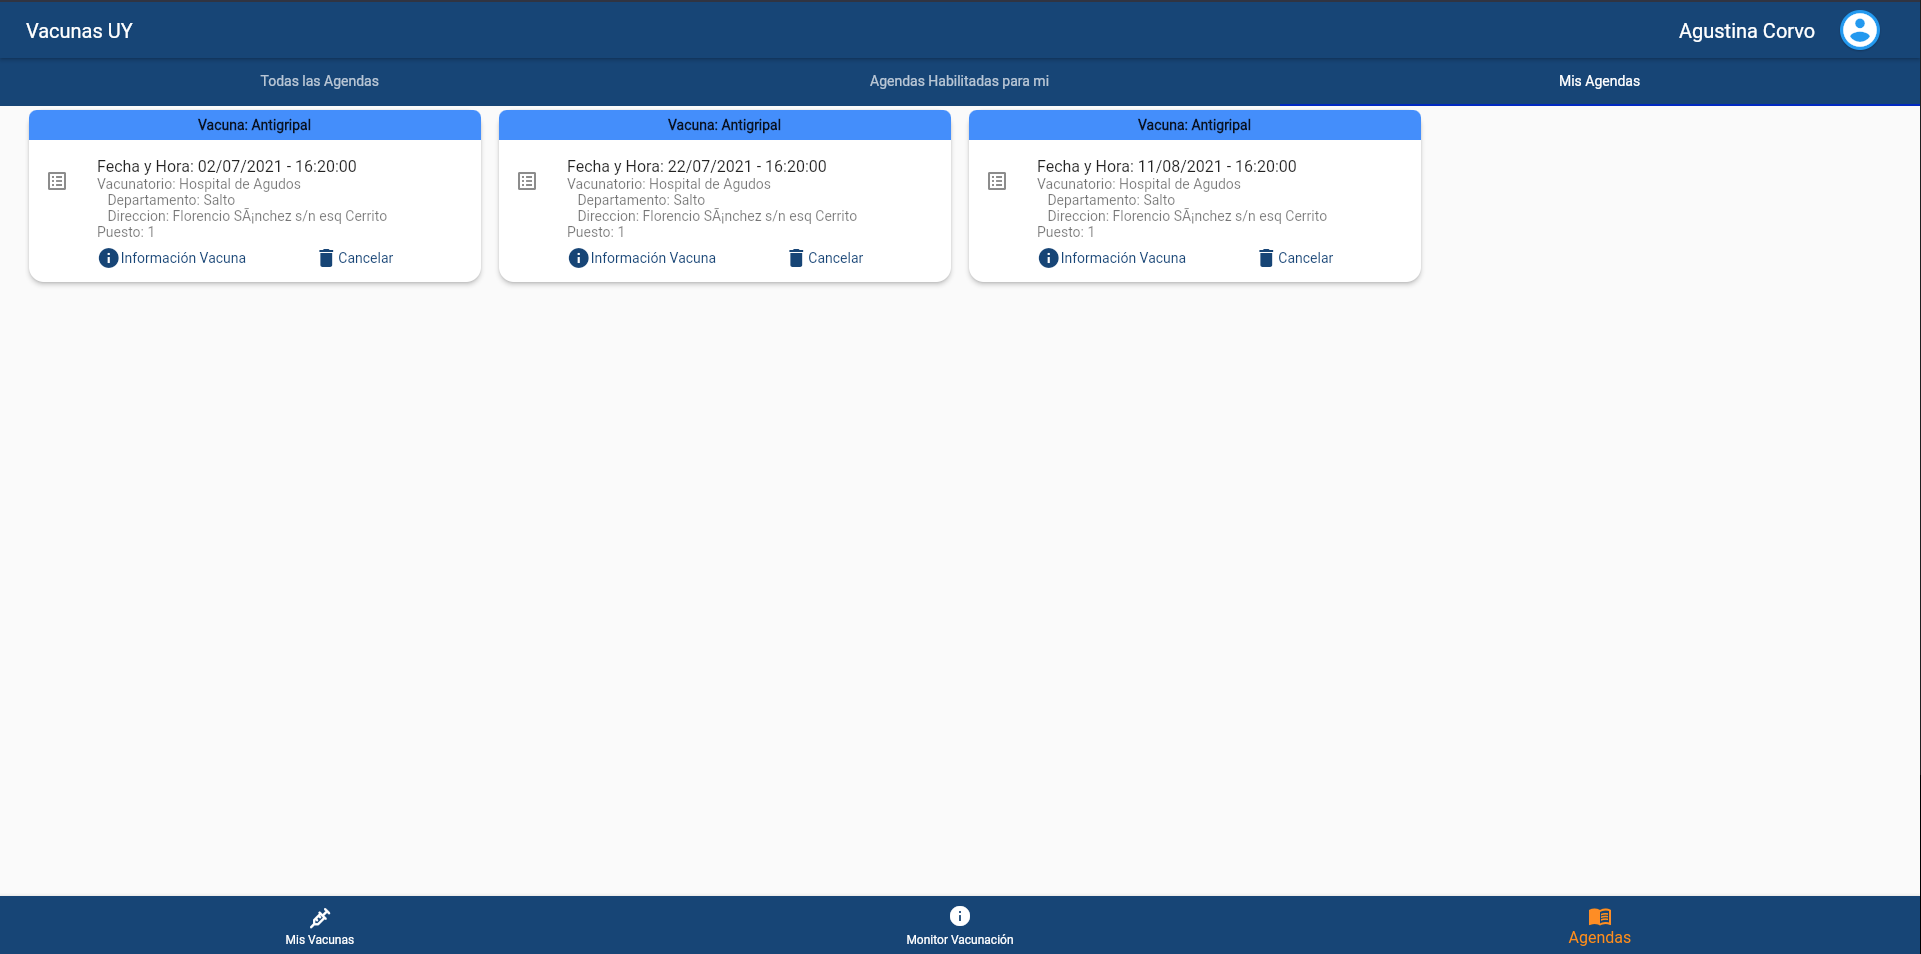 Vacunas UY
Agustina Corvo
Todas las Agendas
Agendas Habilitadas para mi
Mis Agendas
Vacuna: Antigripal
Fecha y Hora: 02/07/2021 - 16:20:00
Vacunatorio: Hospital de Agudos
Departamento: Salto
Direccion: Florencio SÃ¡nchez s/n esq Cerrito
Puesto: 1
Información Vacuna
Cancelar
Vacuna: Antigripal
Fecha y Hora: 22/07/2021 - 16:20:00
Vacunatorio: Hospital de Agudos
Departamento: Salto
Direccion: Florencio SÃ¡nchez s/n esq Cerrito
Puesto: 1
Información Vacuna
Cancelar
Vacuna: Antigripal
Fecha y Hora: 11/08/2021 - 16:20:00
Vacunatorio: Hospital de Agudos
Departamento: Salto
Direccion: Florencio SÃ¡nchez s/n esq Cerrito
Puesto: 1
Información Vacuna
Cancelar
Mis Vacunas
Monitor Vacunación
Agendas